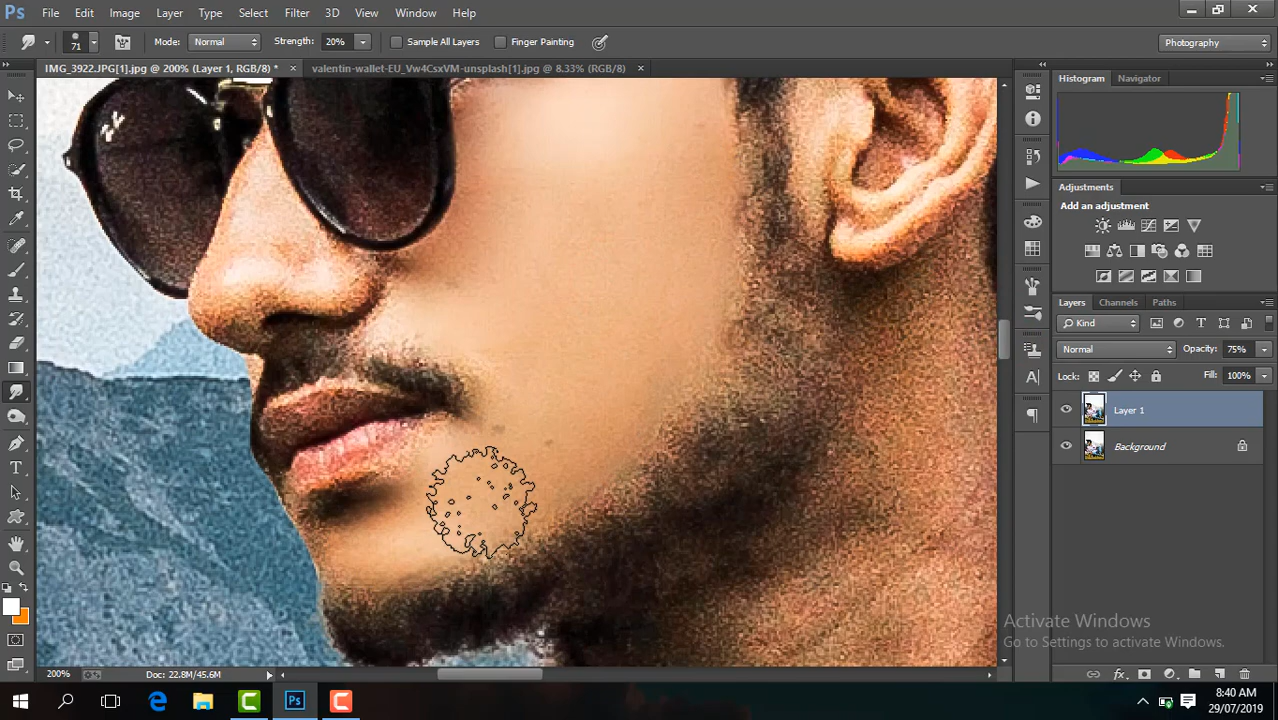 Ps File Edit Image Layer Type Select Filter 3D View Window Help
71 Mode: Normal Strength: 20% Sample All Layers Finger Painting Photography
IMG_3922.JPG[1].jpg @ 200% (Layer 1, RGB/8) * × valentin-wallet-EU_Vw4CsxVM-unsplash[1].jpg @ 8.33% (RGB/8) ×
Histogram Navigator
Adjustments
Add an adjustment
Layers Channels Paths
Kind
Normal Opacity: 75%
Lock: Fill: 100%
Layer 1
Background
Activate Windows
Go to Settings to activate Windows.
200% Doc: 22.8M/45.6M
8:40 AM
29/07/2019